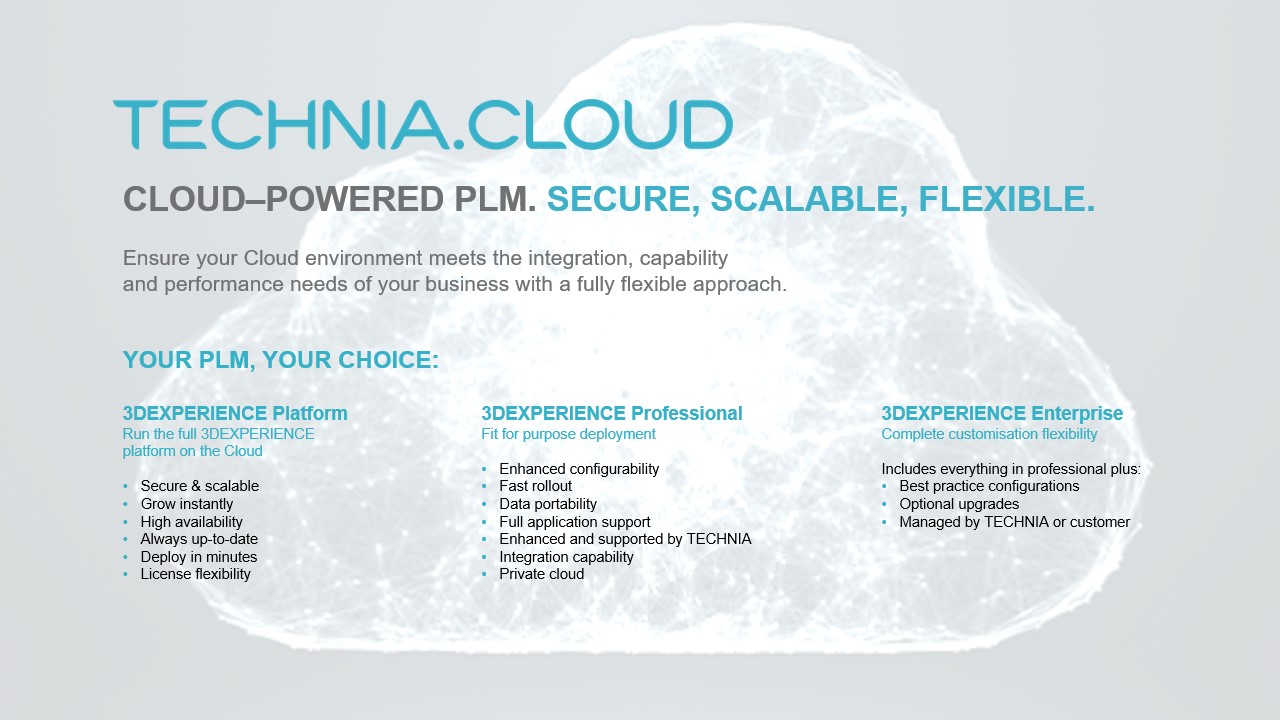 TECHNIA.CLOUD
CLOUD–POWERED PLM. SECURE, SCALABLE, FLEXIBLE.
Ensure your Cloud environment meets the integration, capability
and performance needs of your business with a fully flexible approach.
YOUR PLM, YOUR CHOICE:
3DEXPERIENCE Platform
Run the full 3DEXPERIENCE
platform on the Cloud
• Secure & scalable
• Grow instantly
• High availability
• Always up-to-date
• Deploy in minutes
• License flexibility
3DEXPERIENCE Professional
Fit for purpose deployment
• Enhanced configurability
• Fast rollout
• Data portability
• Full application support
• Enhanced and supported by TECHNIA
• Integration capability
• Private cloud
3DEXPERIENCE Enterprise
Complete customisation flexibility
Includes everything in professional plus:
• Best practice configurations
• Optional upgrades
• Managed by TECHNIA or customer